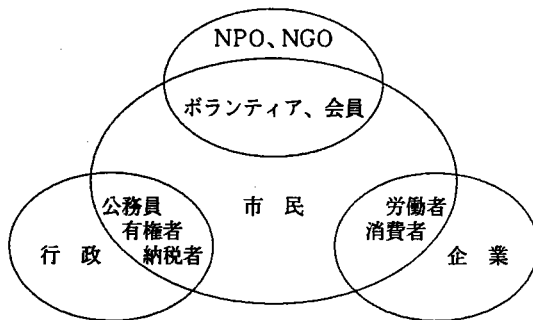 NPO、NGO
ボランティア、会員
公務員
有権者
納税者
行政
市民
労働者
消費者
企業